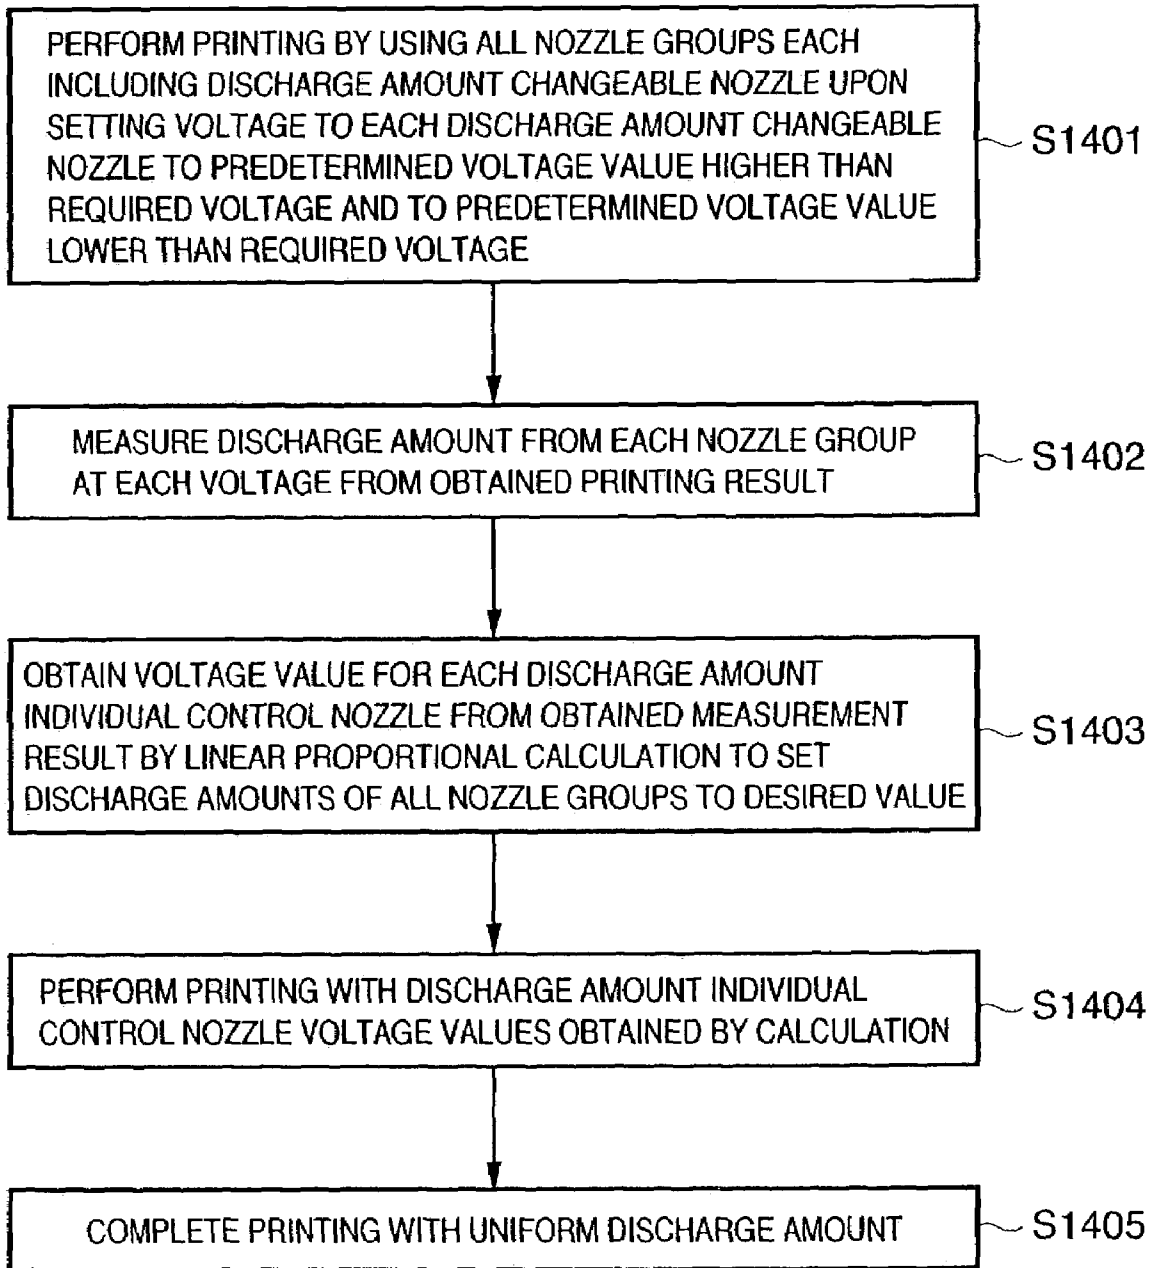 PERFORM PRINTING BY USING ALL NOZZLE GROUPS EACH
INCLUDING DISCHARGE AMOUNT CHANGEABLE NOZZLE UPON
SETTING VOLTAGE TO EACH DISCHARGE AMOUNT CHANGEABLE
NOZZLE TO PREDETERMINED VOLTAGE VALUE HIGHER THAN
REQUIRED VOLTAGE AND TO PREDETERMINED VOLTAGE VALUE
LOWER THAN REQUIRED VOLTAGE
S1401
MEASURE DISCHARGE AMOUNT FROM EACH NOZZLE GROUP
AT EACH VOLTAGE FROM OBTAINED PRINTING RESULT
S1402
OBTAIN VOLTAGE VALUE FOR EACH DISCHARGE AMOUNT
INDIVIDUAL CONTROL NOZZLE FROM OBTAINED MEASUREMENT
RESULT BY LINEAR PROPORTIONAL CALCULATION TO SET
DISCHARGE AMOUNTS OF ALL NOZZLE GROUPS TO DESIRED VALUE
S1403
PERFORM PRINTING WITH DISCHARGE AMOUNT INDIVIDUAL
CONTROL NOZZLE VOLTAGE VALUES OBTAINED BY CALCULATION
S1404
COMPLETE PRINTING WITH UNIFORM DISCHARGE AMOUNT
S1405